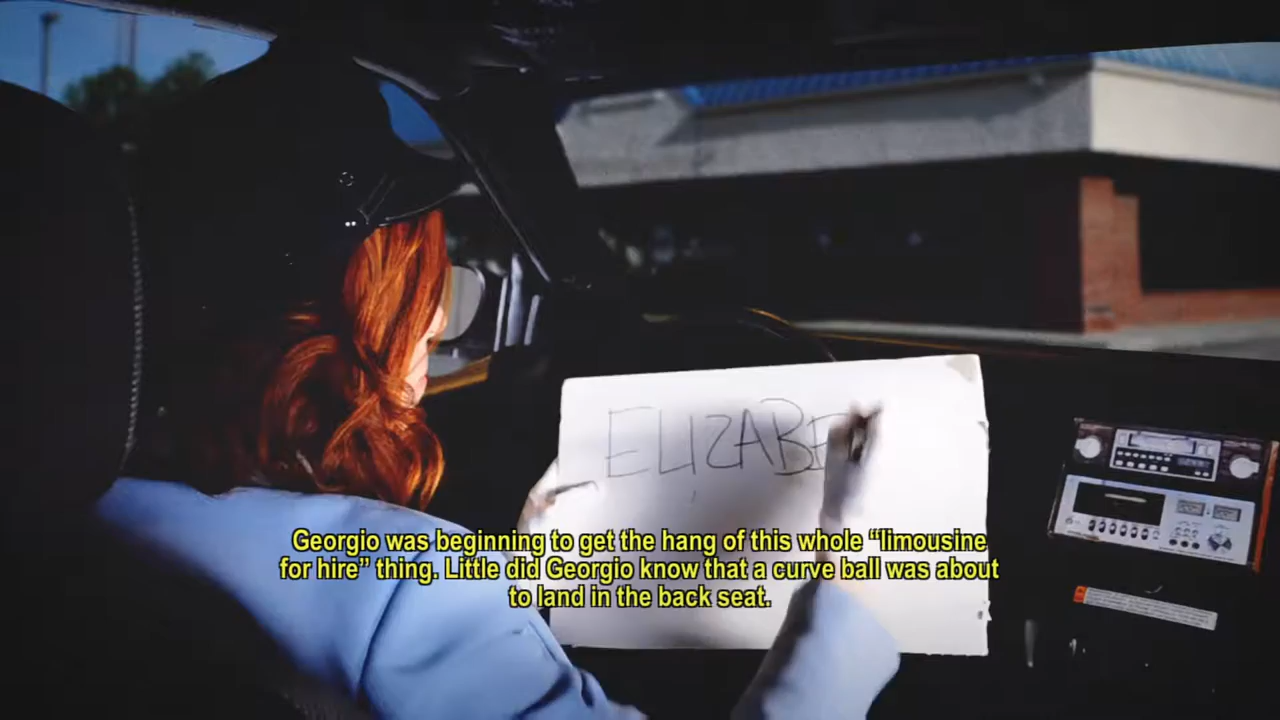 ELIZABE
Georgio was beginning to get the hang of this whole “limousine
for hire” thing. Little did Georgio know that a curve ball was about
to land in the back seat.